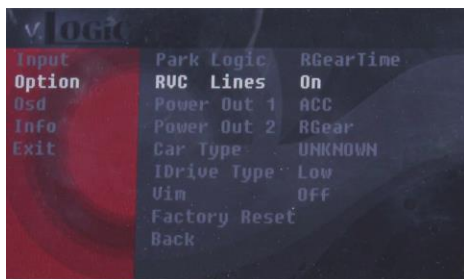 v.LOGiC
Input Park Logic RGearTime
Option RVC Lines On
Osd Power Out 1 ACC
Info Power Out 2 RGear
Exit Car Type UNKNOWN
IDrive Type Low
Vim Off
Factory Reset
Back